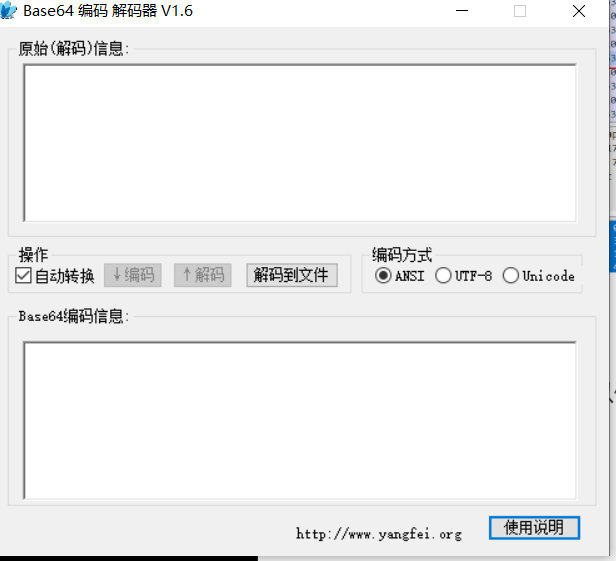 Base64 编码 解码器 V1.6
原始(解码)信息:
操作
编码方式
自动转换 ↓编码 ↑解码 解码到文件
ANSI UTF-8 Unicode
Base64编码信息:
http://www.yangfei.org
使用说明